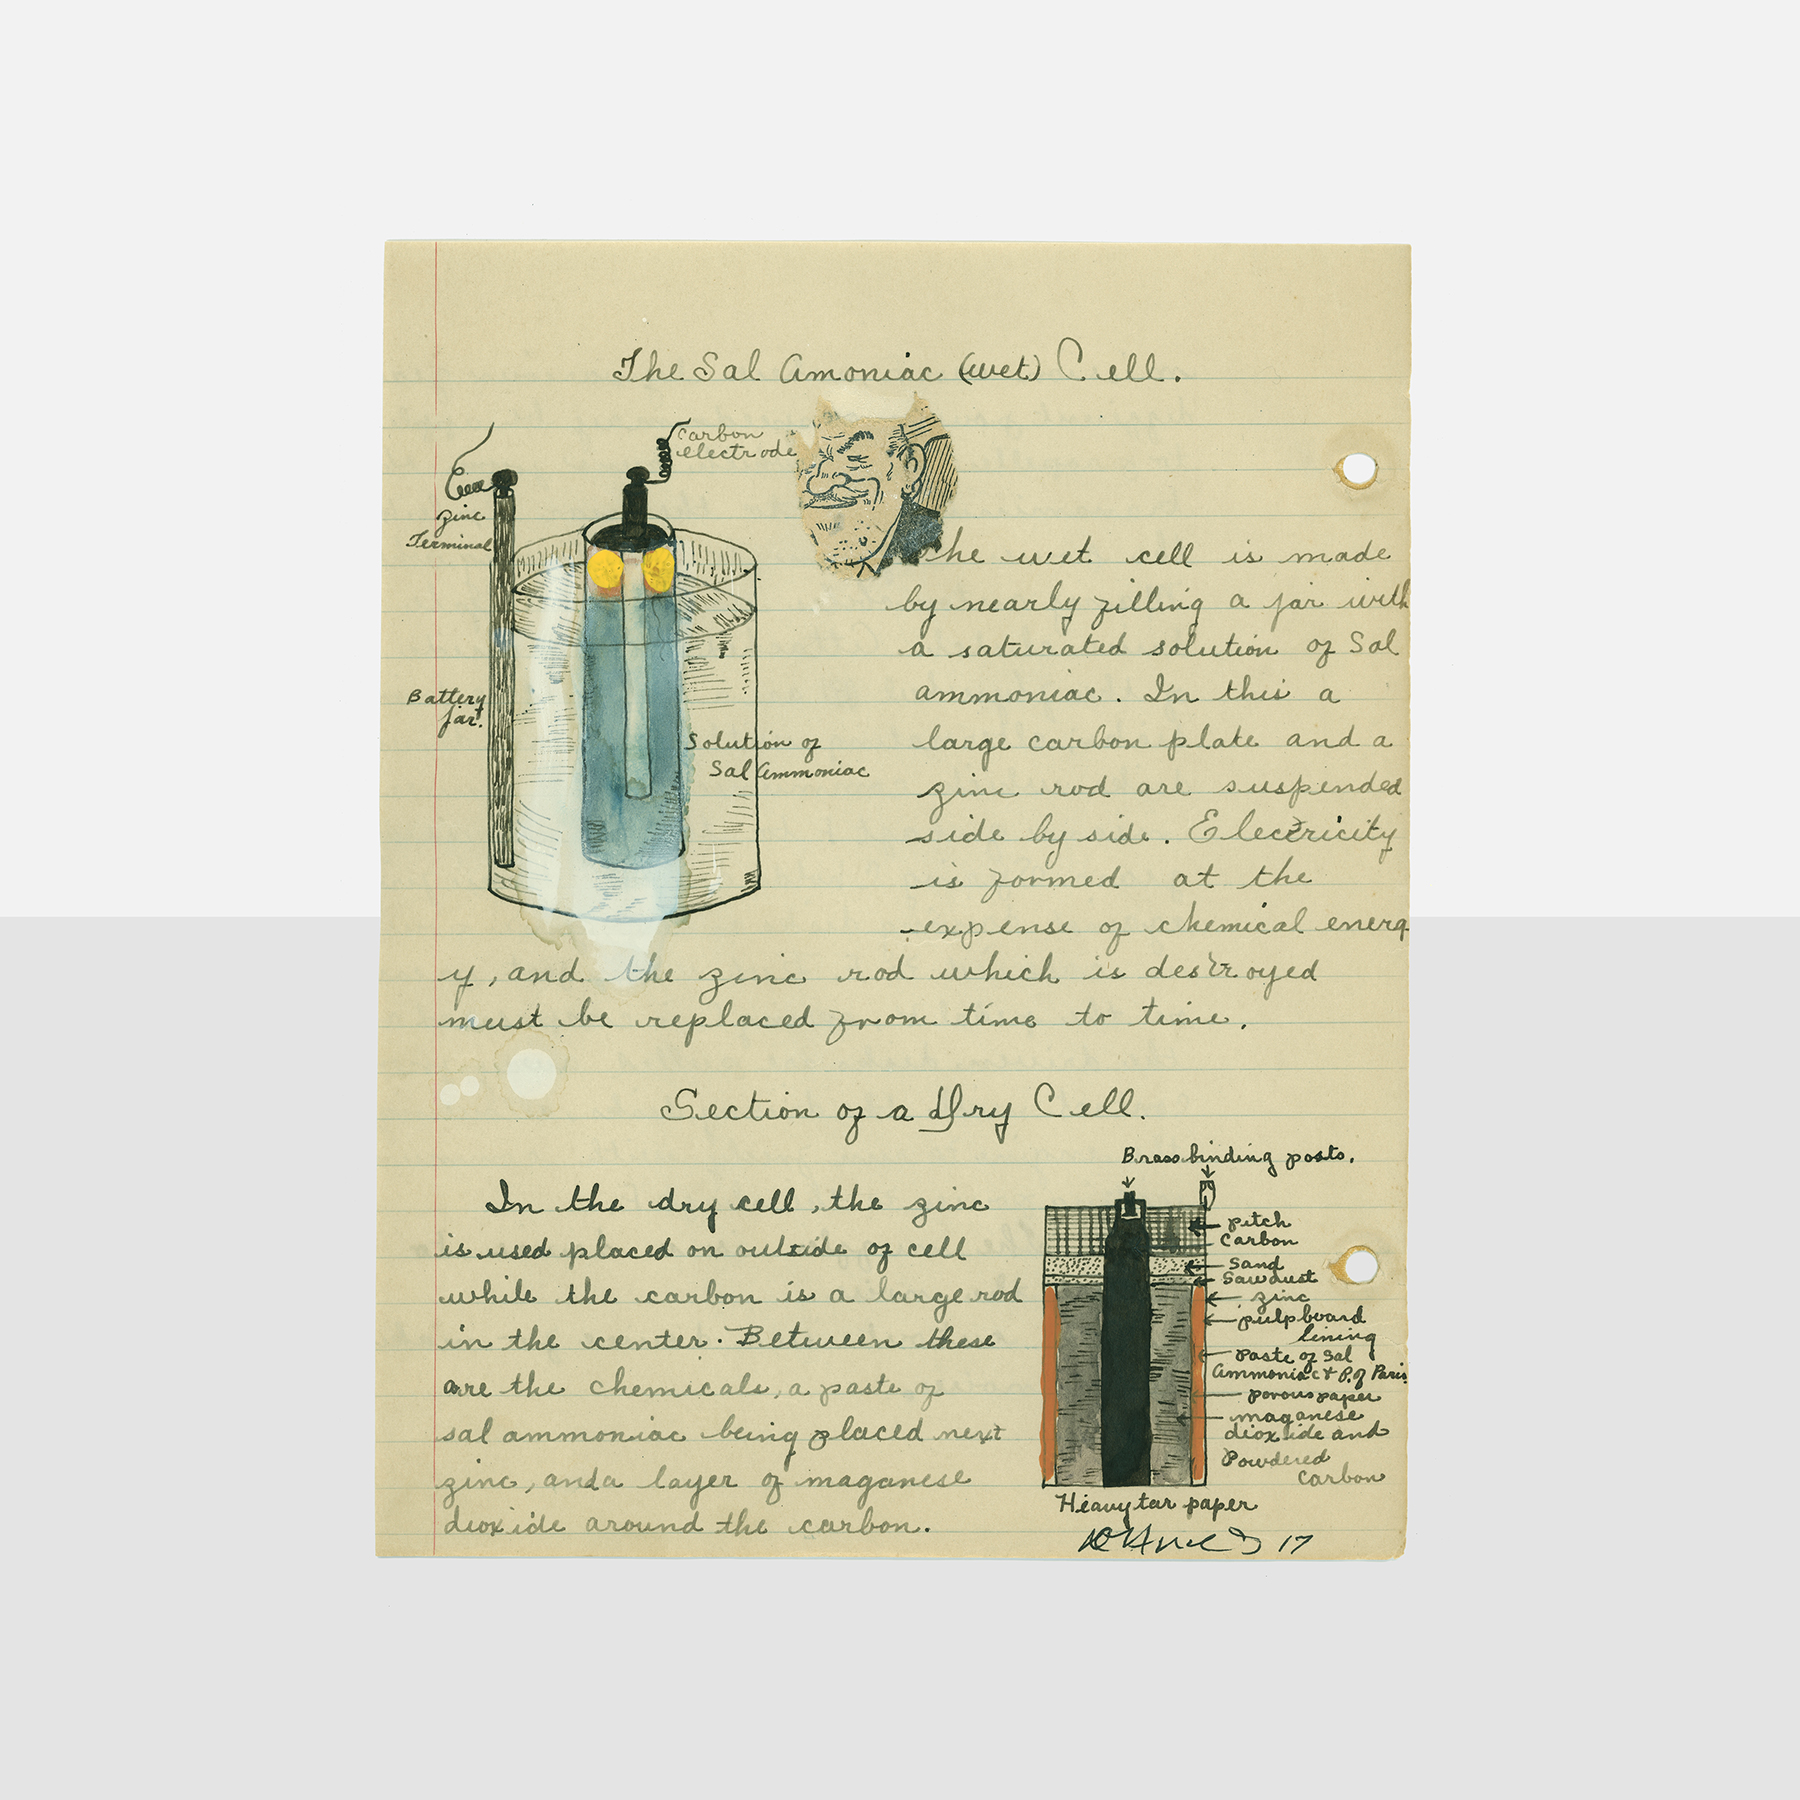 The Sal Amoniac (wet) Cell.
Carbon
electrode
Zinc
Terminal
Battery
Jar.
Solution of
Sal Ammoniac
he wet cell is made
by nearly filling a jar with
a saturated solution of Sal
ammoniac. In this a
large carbon plate and a
zinc rod are suspended
side by side. Electricity
is formed at the
expense of chemical energ
y, and the zinc rod which is destroyed
must be replaced from time to time.
Section of a Dry Cell.
In the dry cell, the zinc
is used placed on outside of cell
while the carbon is a large rod
in the center. Between these
are the chemicals, a paste of
sal ammoniac being placed next
zinc, and a layer of maganese
dioxide around the carbon.
Brass binding posts.
pitch
Carbon
Sand
Sawdust
zinc
pulpboard
lining
paste of Sal
Ammoniac & P. of Paris.
porous paper
maganese
dioxide and
Powdered
Carbon
Heavy tar paper
17